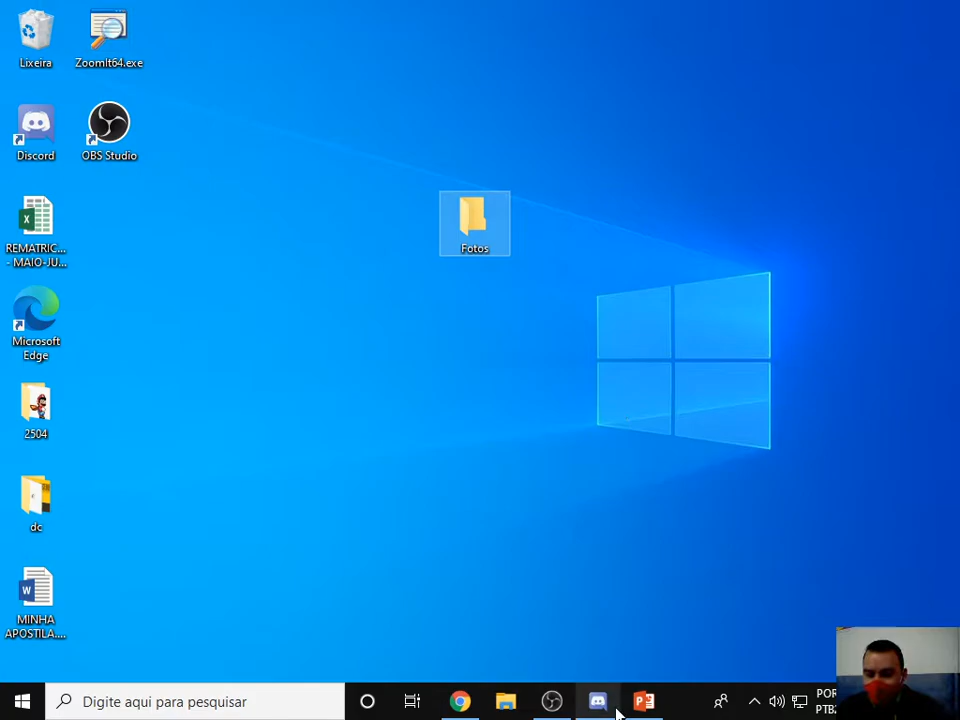 Lixeira
ZoomIt64.exe
Discord
OBS Studio
REMATRIC...
- MAIO-JU...
Fotos
Microsoft
Edge
2504
dc
MINHA
APOSTILA....
Digite aqui para pesquisar
POR
PTB2